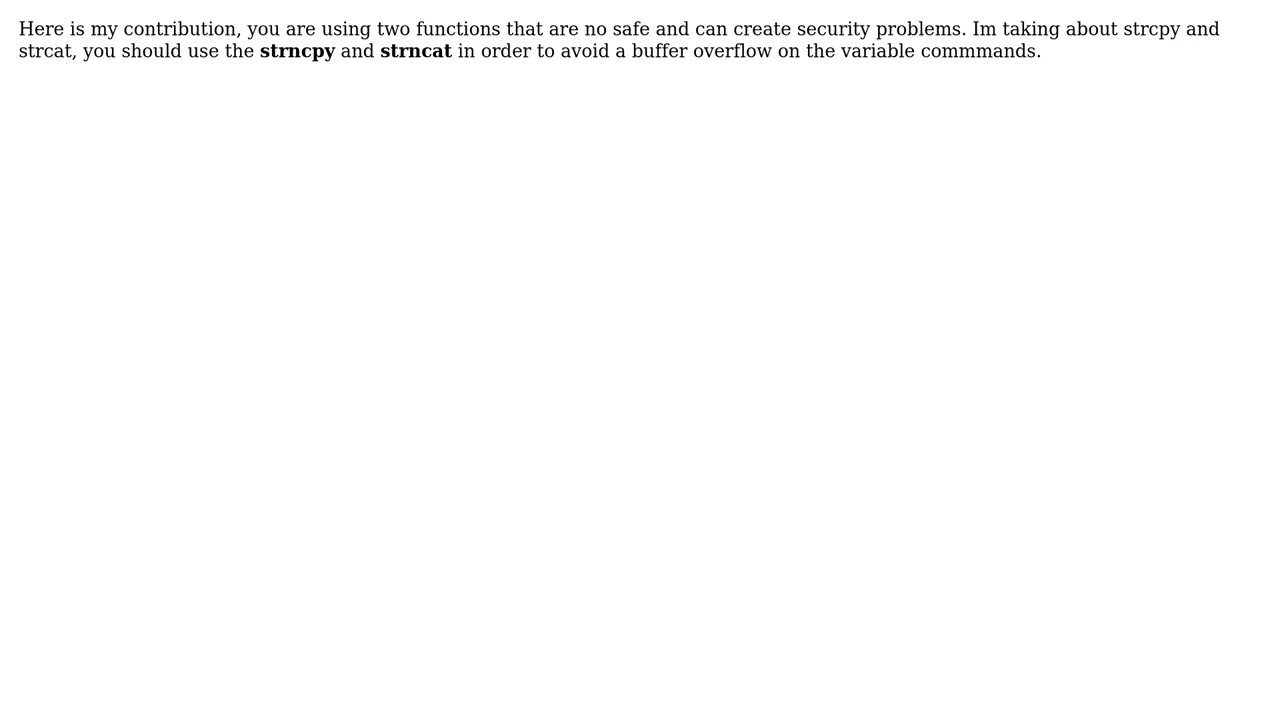 Here is my contribution, you are using two functions that are no safe and can create security problems. Im taking about strcpy and
strcat, you should use the strncpy and strncat in order to avoid a buffer overflow on the variable commmands.